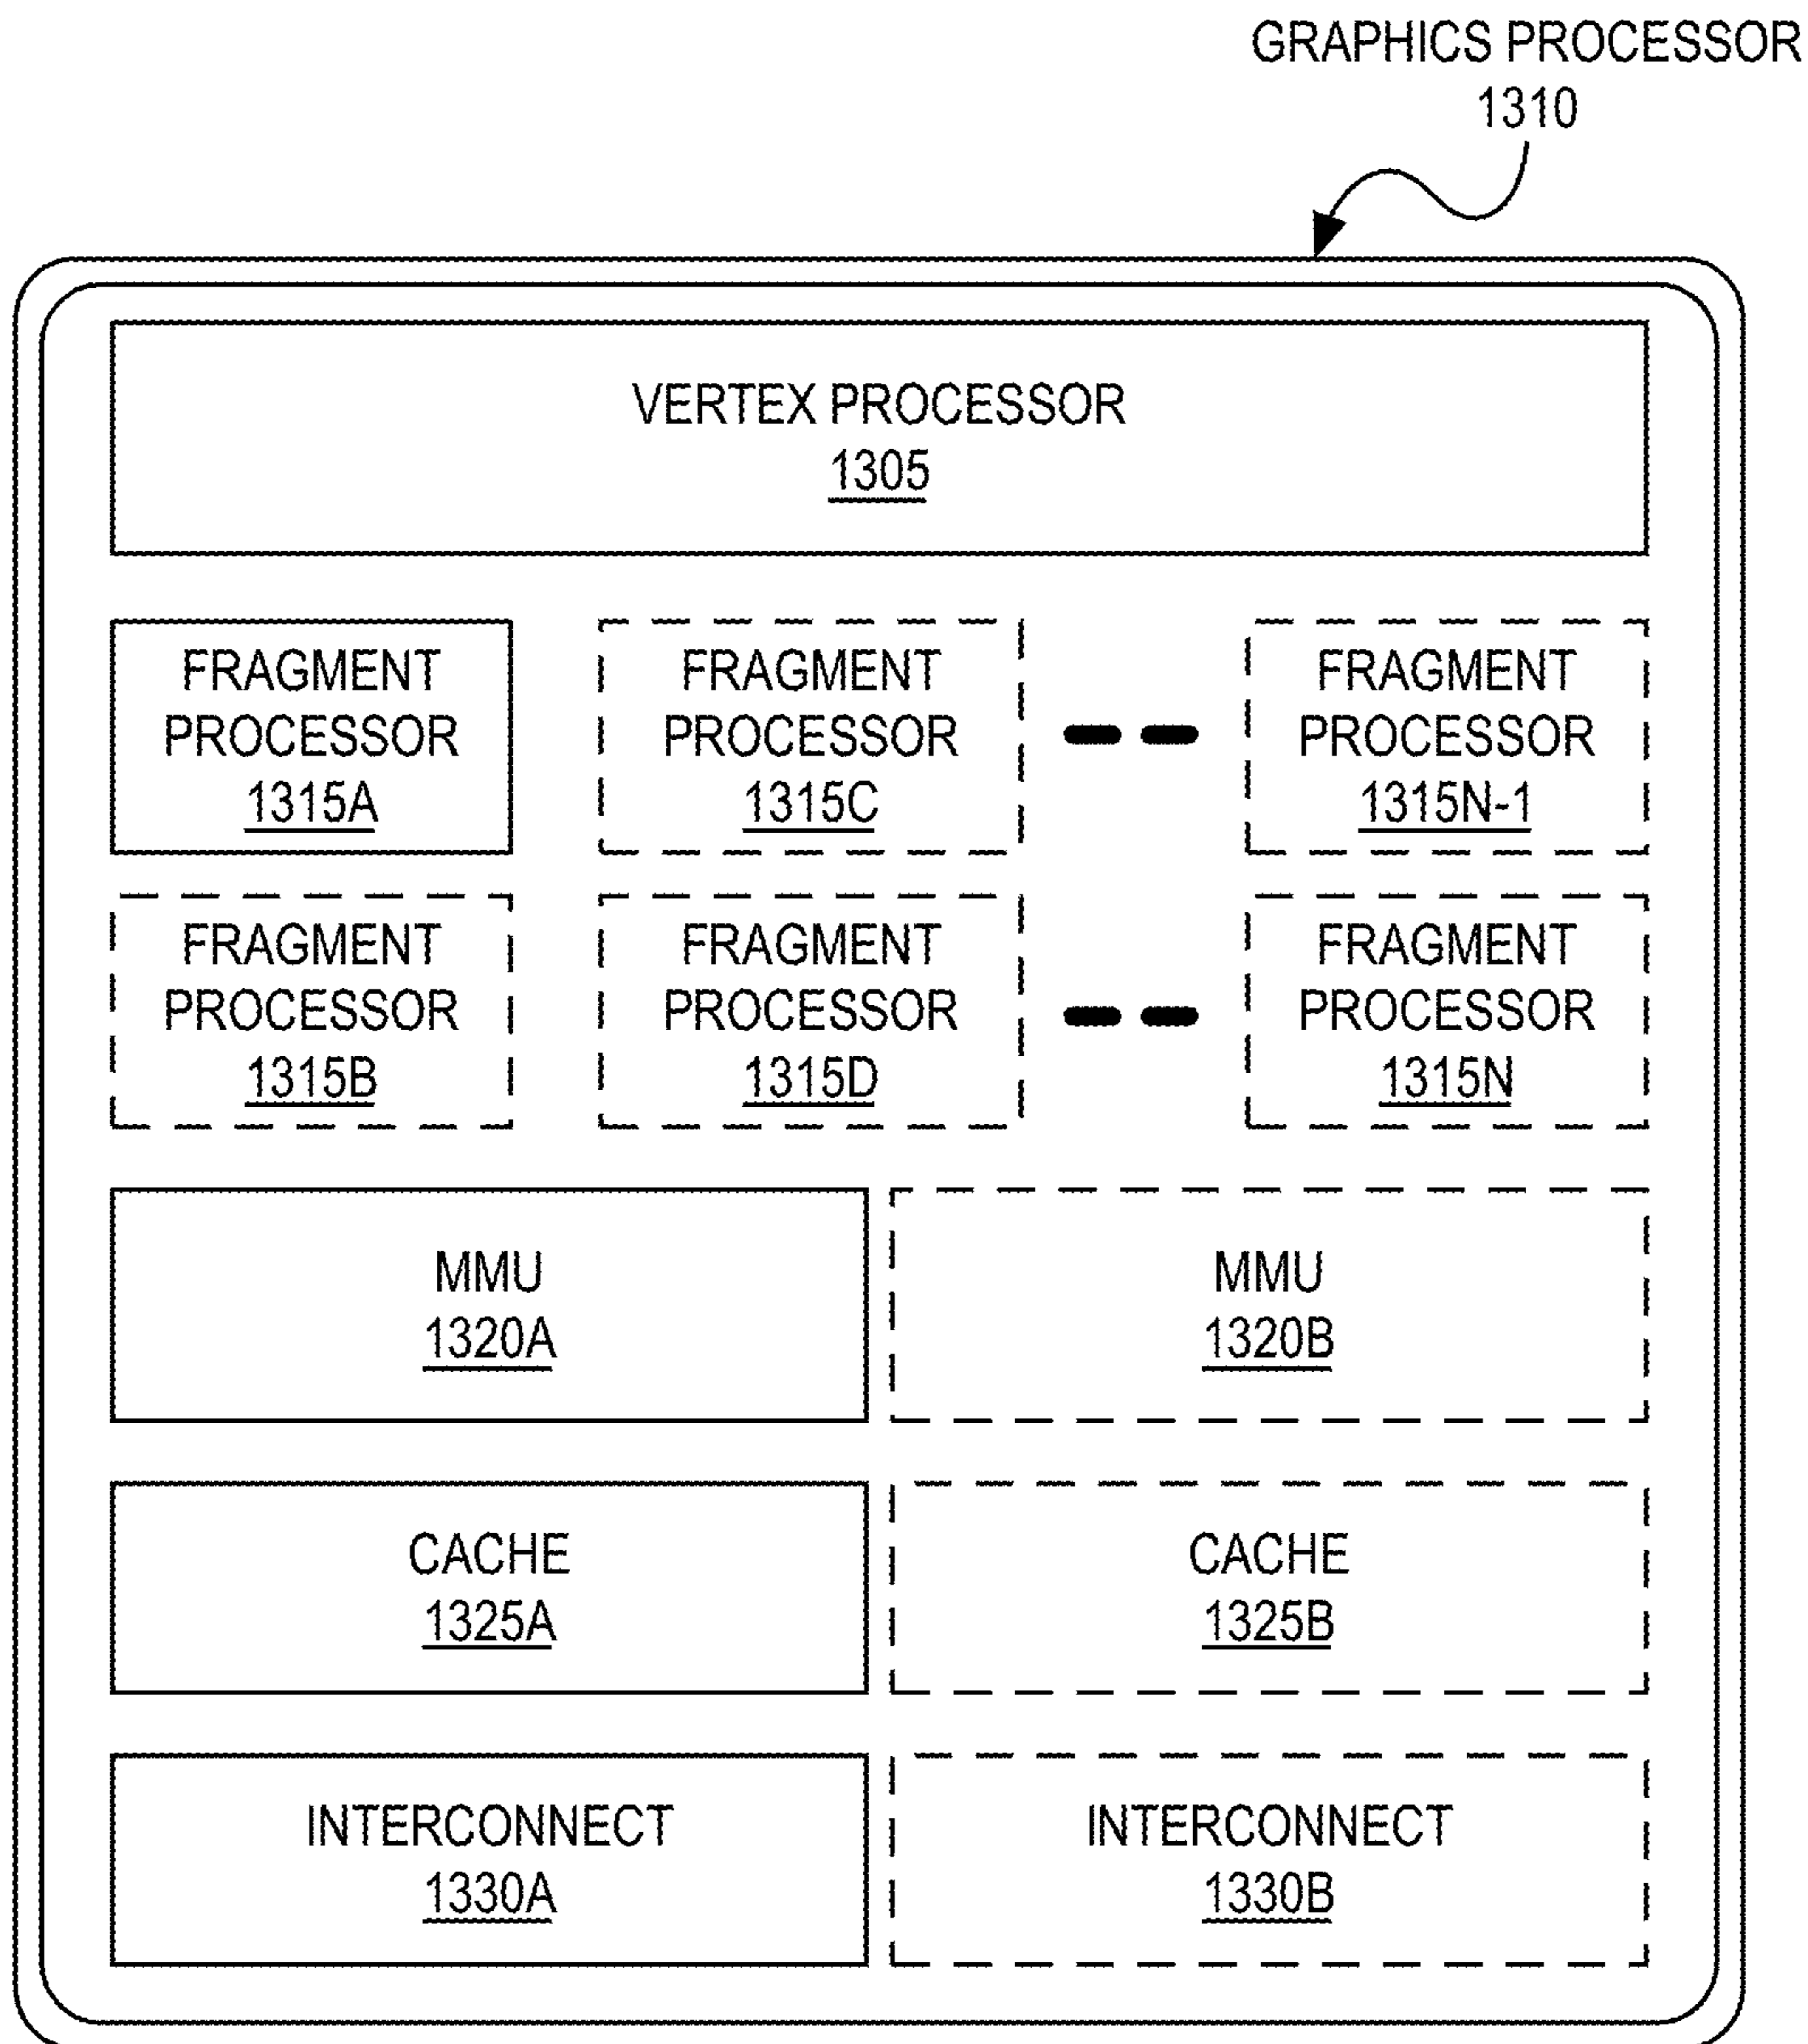 GRAPHICS PROCESSOR
1310
VERTEX PROCESSOR
1305
FRAGMENT
PROCESSOR
1315A
FRAGMENT
PROCESSOR
1315C
FRAGMENT
PROCESSOR
1315N-1
FRAGMENT
PROCESSOR
1315B
FRAGMENT
PROCESSOR
1315D
FRAGMENT
PROCESSOR
1315N
MMU
1320A
MMU
1320B
CACHE
1325A
CACHE
1325B
INTERCONNECT
1330A
INTERCONNECT
1330B